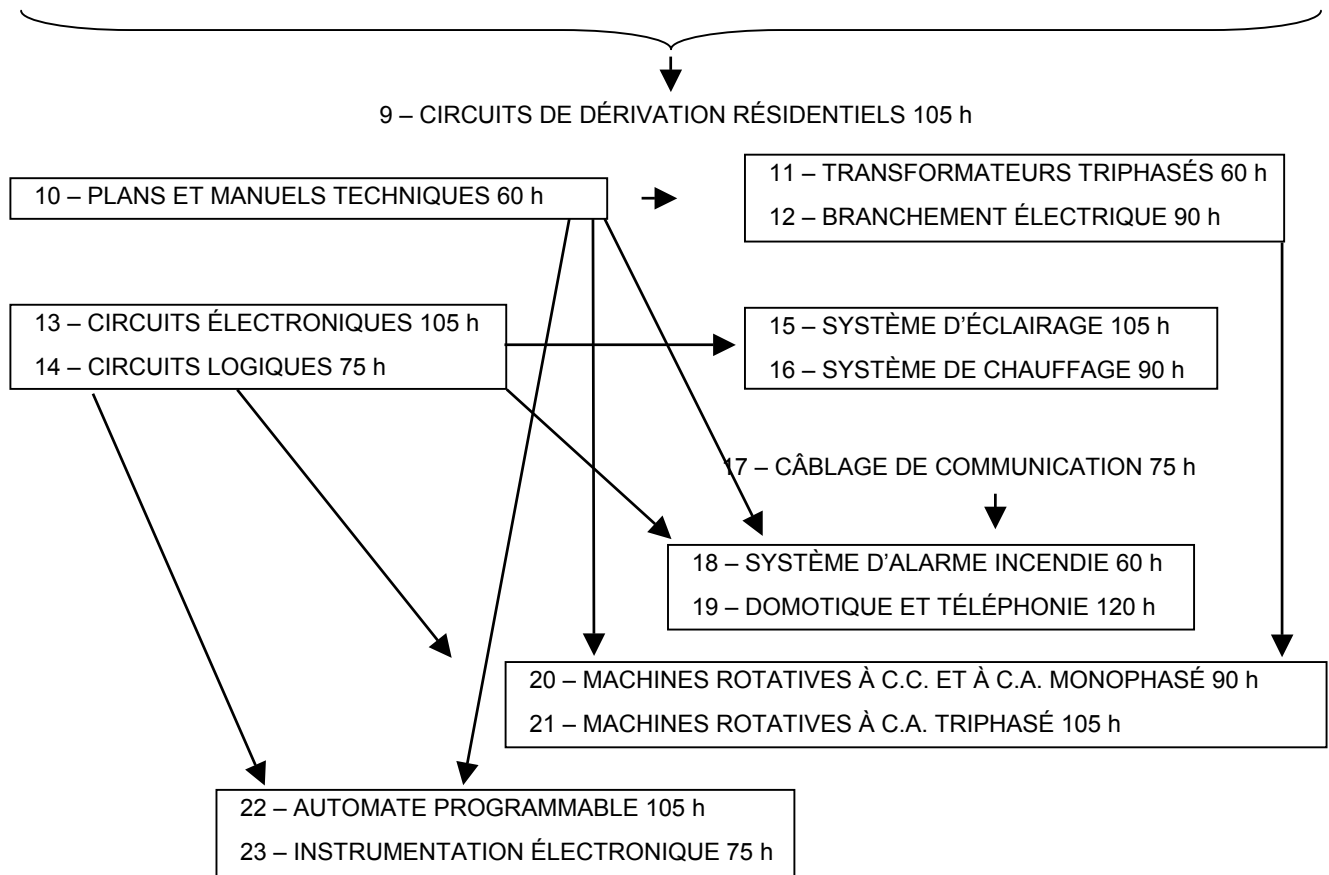 9 – CIRCUITS DE DÉRIVATION RÉSIDENTIELS 105 h
10 – PLANS ET MANUELS TECHNIQUES 60 h
11 – TRANSFORMATEURS TRIPHASÉS 60 h
12 – BRANCHEMENT ÉLECTRIQUE 90 h
13 – CIRCUITS ÉLECTRONIQUES 105 h
14 – CIRCUITS LOGIQUES 75 h
15 – SYSTÈME D'ÉCLAIRAGE 105 h
16 – SYSTÈME DE CHAUFFAGE 90 h
17 – CÂBLAGE DE COMMUNICATION 75 h
18 – SYSTÈME D'ALARME INCENDIE 60 h
19 – DOMOTIQUE ET TÉLÉPHONIE 120 h
20 – MACHINES ROTATIVES À C.C. ET À C.A. MONOPHASÉ 90 h
21 – MACHINES ROTATIVES À C.A. TRIPHASÉ 105 h
22 – AUTOMATE PROGRAMMABLE 105 h
23 – INSTRUMENTATION ÉLECTRONIQUE 75 h